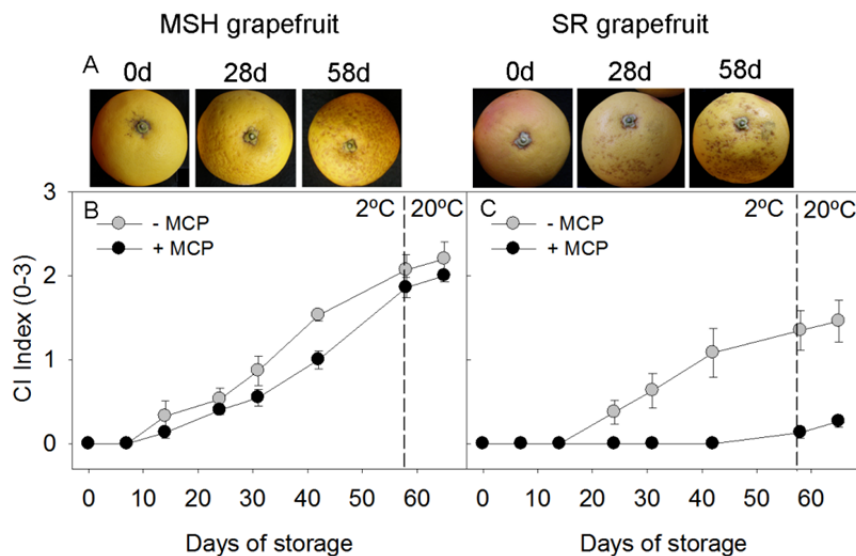 MSH grapefruit
SR grapefruit
A
0d 28d 58d
0d 28d 58d
3
2
1
0
CI Index (0-3)
B
2ºC 20ºC
- MCP
+ MCP
0 10 20 30 40 50 60
Days of storage
C
2ºC 20ºC
- MCP
+ MCP
0 10 20 30 40 50 60
Days of storage